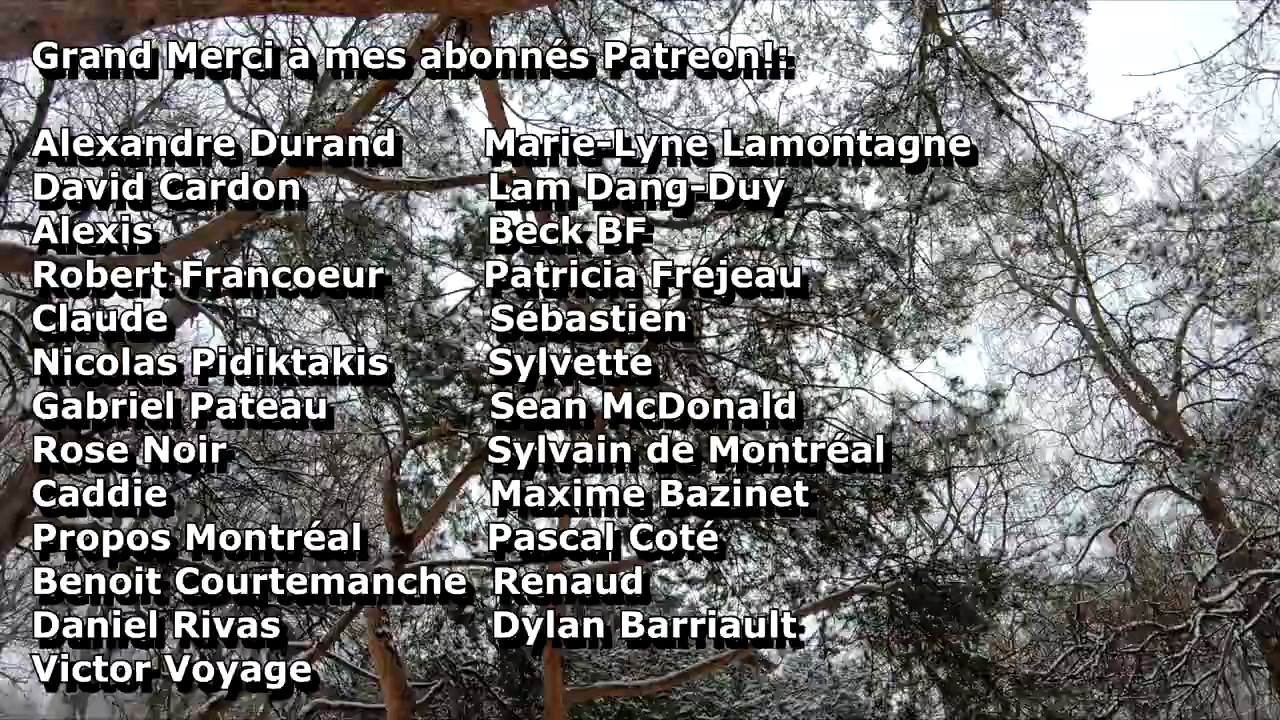 Grand Merci à mes abonnés Patreon!:
Alexandre Durand
David Cardon
Alexis
Robert Francoeur
Claude
Nicolas Pidiktakis
Gabriel Pateau
Rose Noir
Caddie
Propos Montréal
Benoit Courtemanche
Daniel Rivas
Victor Voyage
Marie-Lyne Lamontagne
Lam Dang-Duy
Beck BF
Patricia Fréjeau
Sébastien
Sylvette
Sean McDonald
Sylvain de Montréal
Maxime Bazinet
Pascal Coté
Renaud
Dylan Barriault